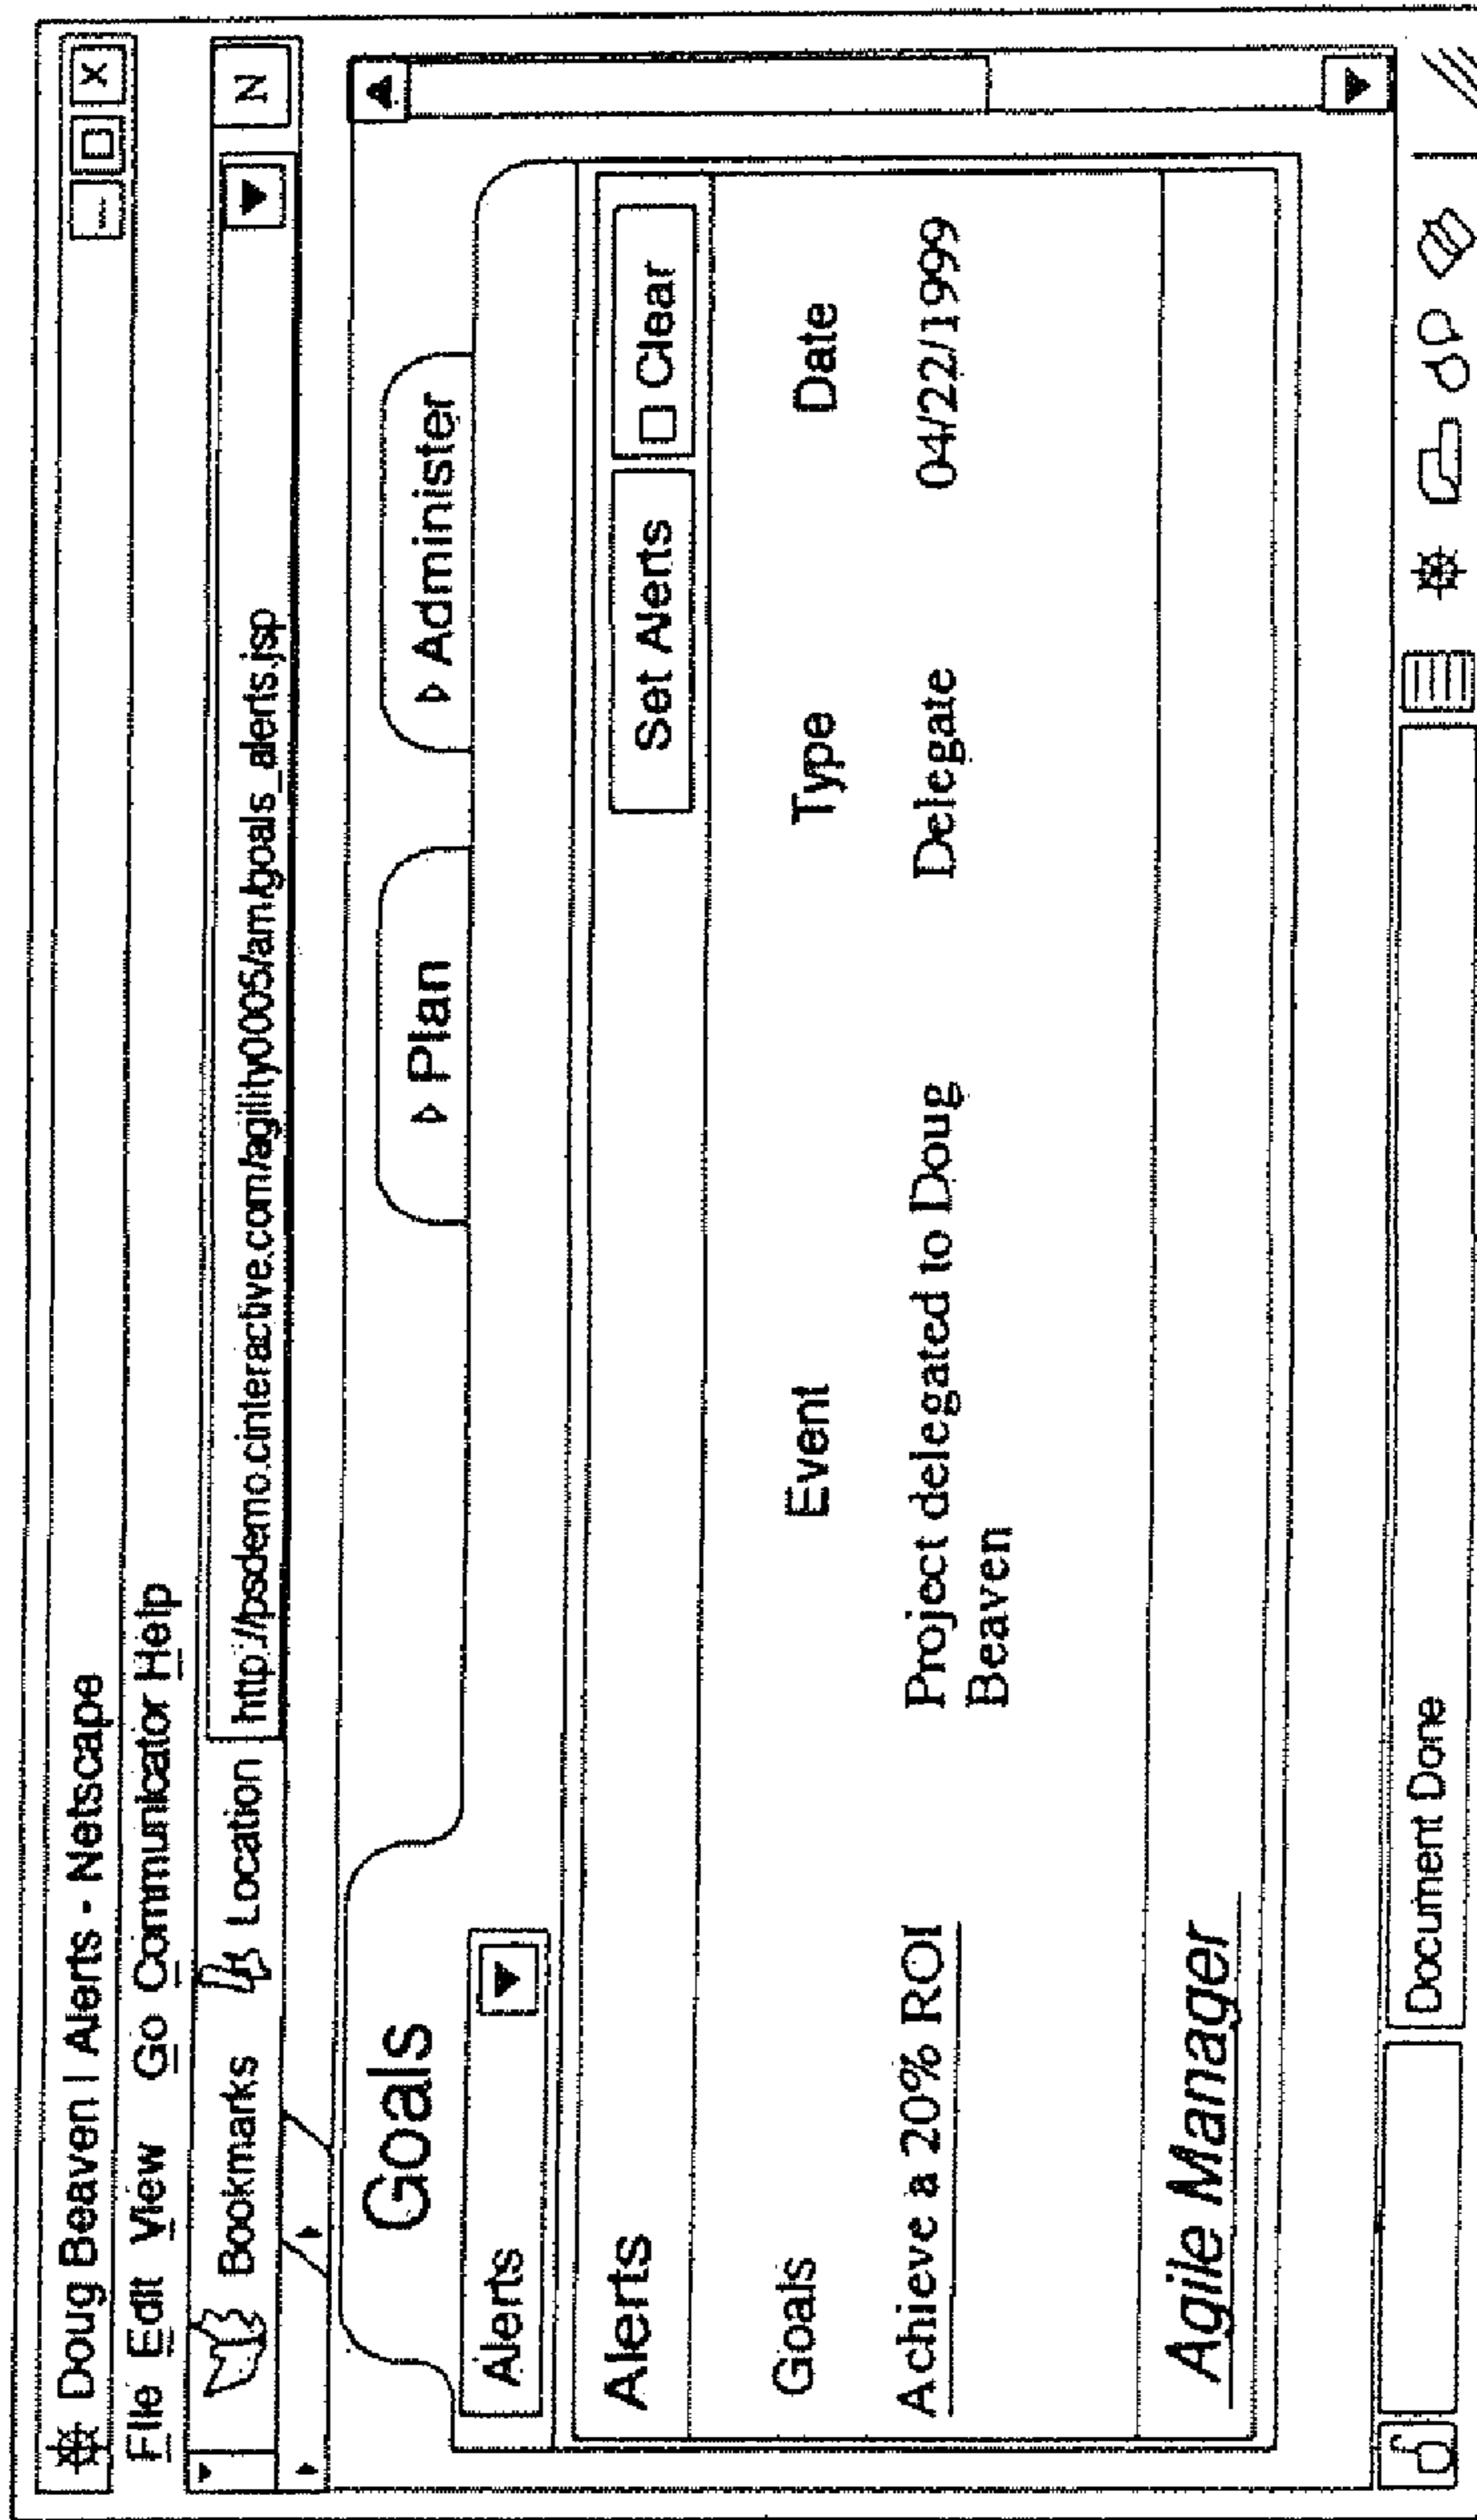 Doug Beaven | Alerts - Netscape
File Edit View Go Communicator Help
Bookmarks Location http://psdemo.cinteractive.com/agility0005/am/goals_alerts.jsp N
Goals Plan Administer
Alerts
Alerts Set Alerts Clear
Goals Event Type Date
Achieve a 20% ROI Project delegated to Doug Delegate 04/22/1999
Beaven
Agile Manager
Document Done